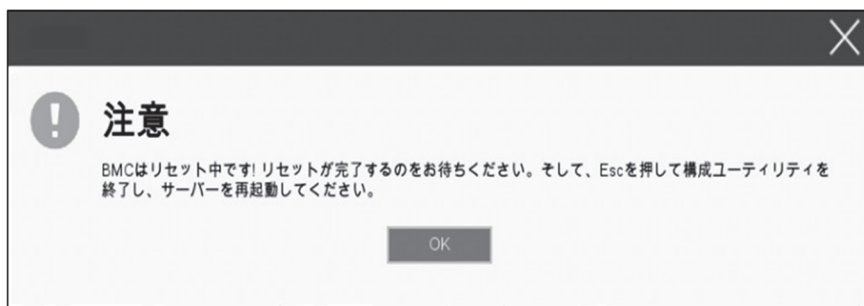 注意
BMCはリセット中です! リセットが完了するのをお待ちください。そして、Escを押して構成ユーティリティを
終了し、サーバーを再起動してください。
OK